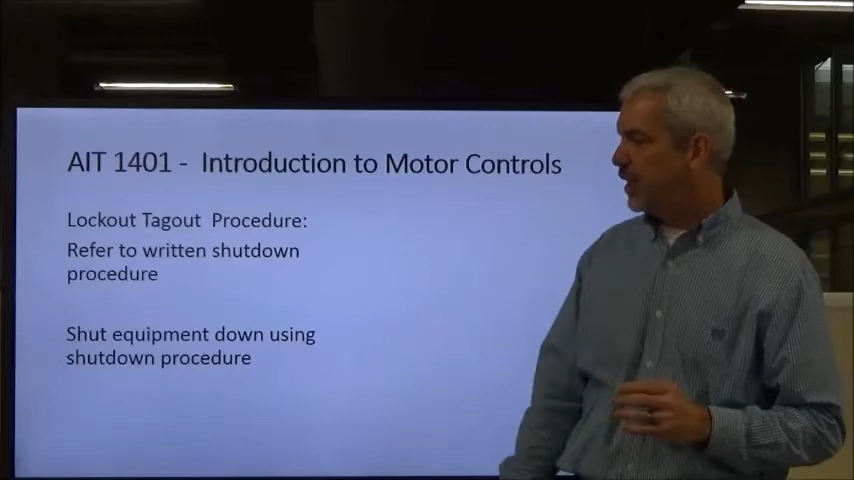 AIT 1401 - Introduction to Motor Controls
Lockout Tagout Procedure:
Refer to written shutdown
procedure
Shut equipment down using
shutdown procedure